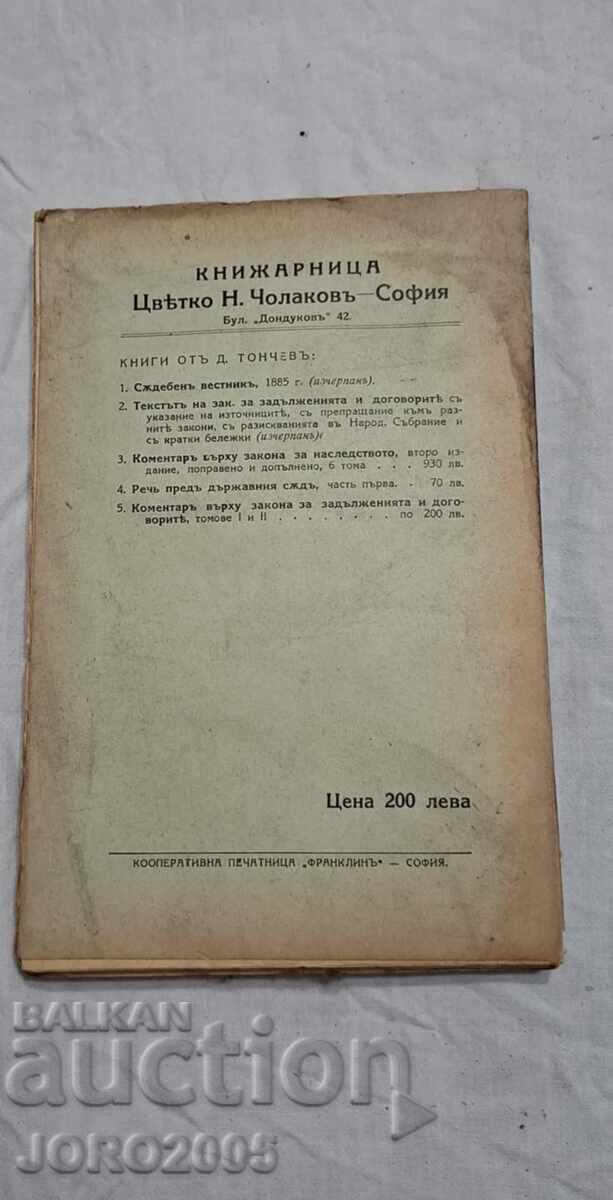 КНИЖАРНИЦА
Цвѣтко Н. Чолаковъ—София
Бул. „Дондуковъ" 42.
КНИГИ ОТЪ Д. ТОНЧЕВЪ:
1. Сѫдебенъ вестникъ, 1885 г. (изчерпанъ).
2. Текстътъ на зак. за задълженията и договоритѣ съ
указание на източницитѣ, съ препращание къмъ раз-
нитѣ закони, съ разискванията въ Народ. Събрание и
съ кратки бележки (изчерпанъ)
3. Коментаръ върху закона за наследството, второ из-
дание, поправено и допълнено, 6 тома . . . 930 лв.
4. Речь предъ държавния сѫдъ, часть първа. . 70 лв.
5. Коментаръ върху закона за задълженията и дого-
воритѣ, томове I и II . . . . . . . . по 200 лв.
Цена 200 лева
КООПЕРАТИВНА ПЕЧАТНИЦА „ФРАНКЛИНЪ" — СОФИЯ.
BALKAN
auction
JORO2005